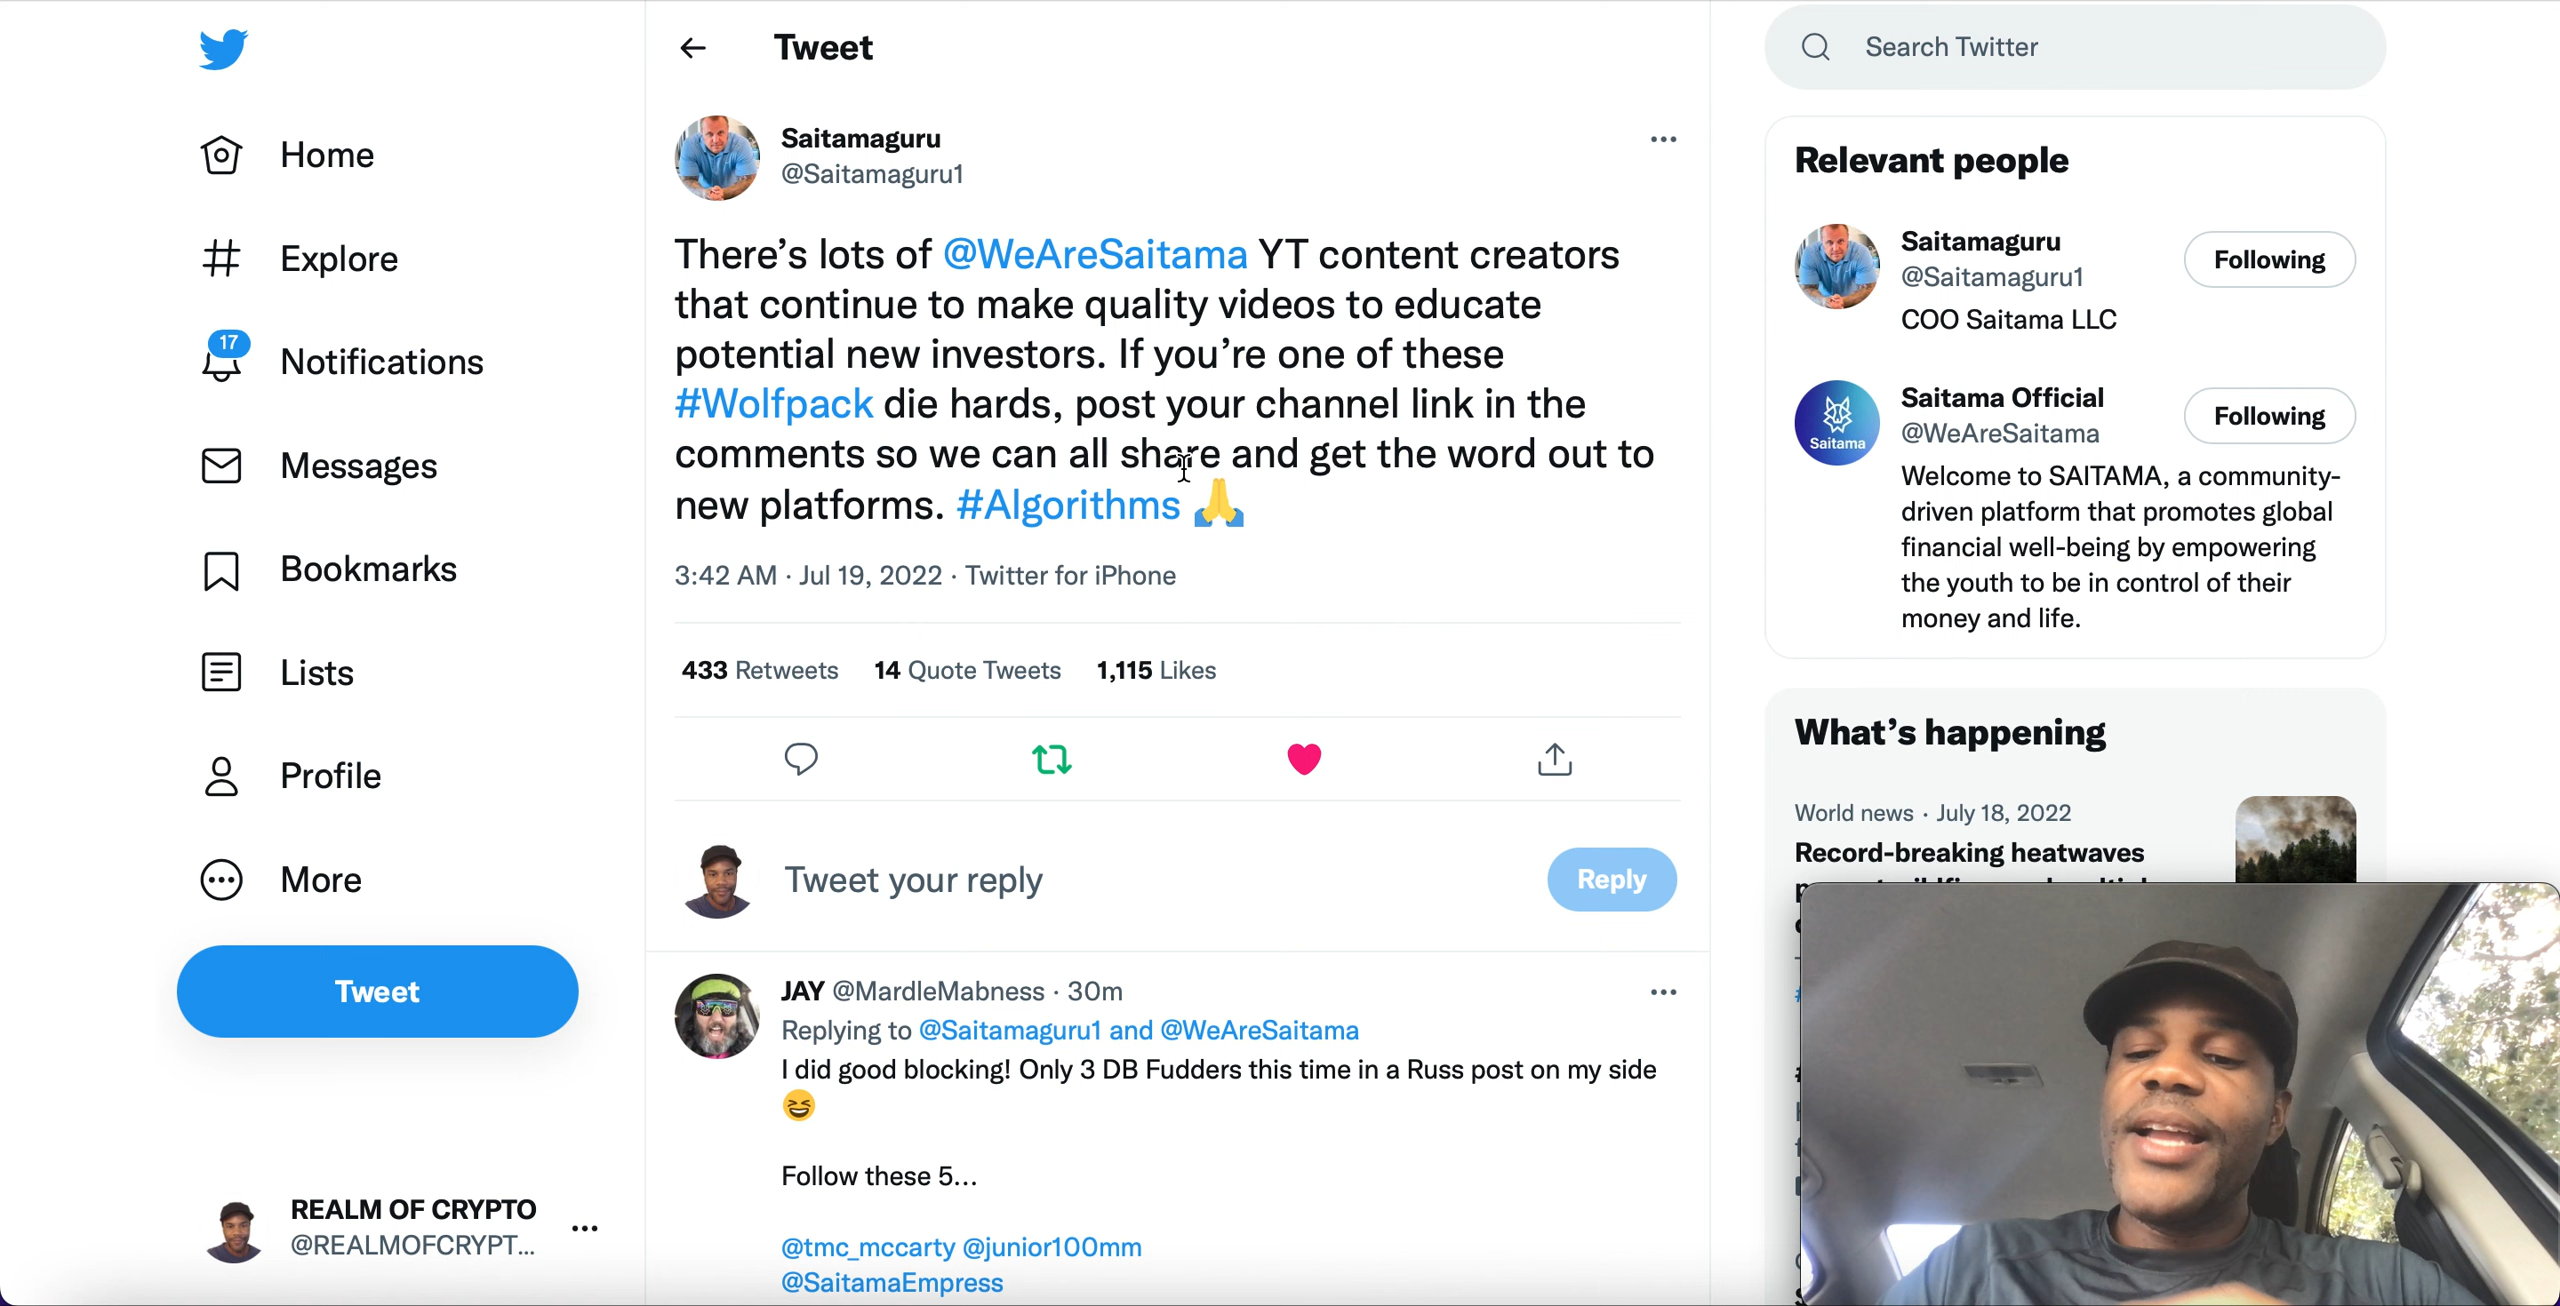 Home
Explore
17
Notifications
Messages
Bookmarks
Lists
Profile
More
Tweet
REALM OF CRYPTO
@REALMOFCRYPT...
Tweet
Saitamaguru
@Saitamaguru1
There’s lots of @WeAreSaitama YT content creators
that continue to make quality videos to educate
potential new investors. If you’re one of these
#Wolfpack die hards, post your channel link in the
comments so we can all share and get the word out to
new platforms. #Algorithms 🙏
3:42 AM · Jul 19, 2022 · Twitter for iPhone
433 Retweets 14 Quote Tweets 1,115 Likes
Tweet your reply
Reply
JAY @MardleMabness · 30m
Replying to @Saitamaguru1 and @WeAreSaitama
I did good blocking! Only 3 DB Fudders this time in a Russ post on my side
😆
Follow these 5...
@tmc_mccarty @junior100mm
@SaitamaEmpress
Search Twitter
Relevant people
Saitamaguru
@Saitamaguru1
Following
COO Saitama LLC
Saitama
Saitama Official
@WeAreSaitama
Following
Welcome to SAITAMA, a community-
driven platform that promotes global
financial well-being by empowering
the youth to be in control of their
money and life.
What’s happening
World news · July 18, 2022
Record-breaking heatwaves